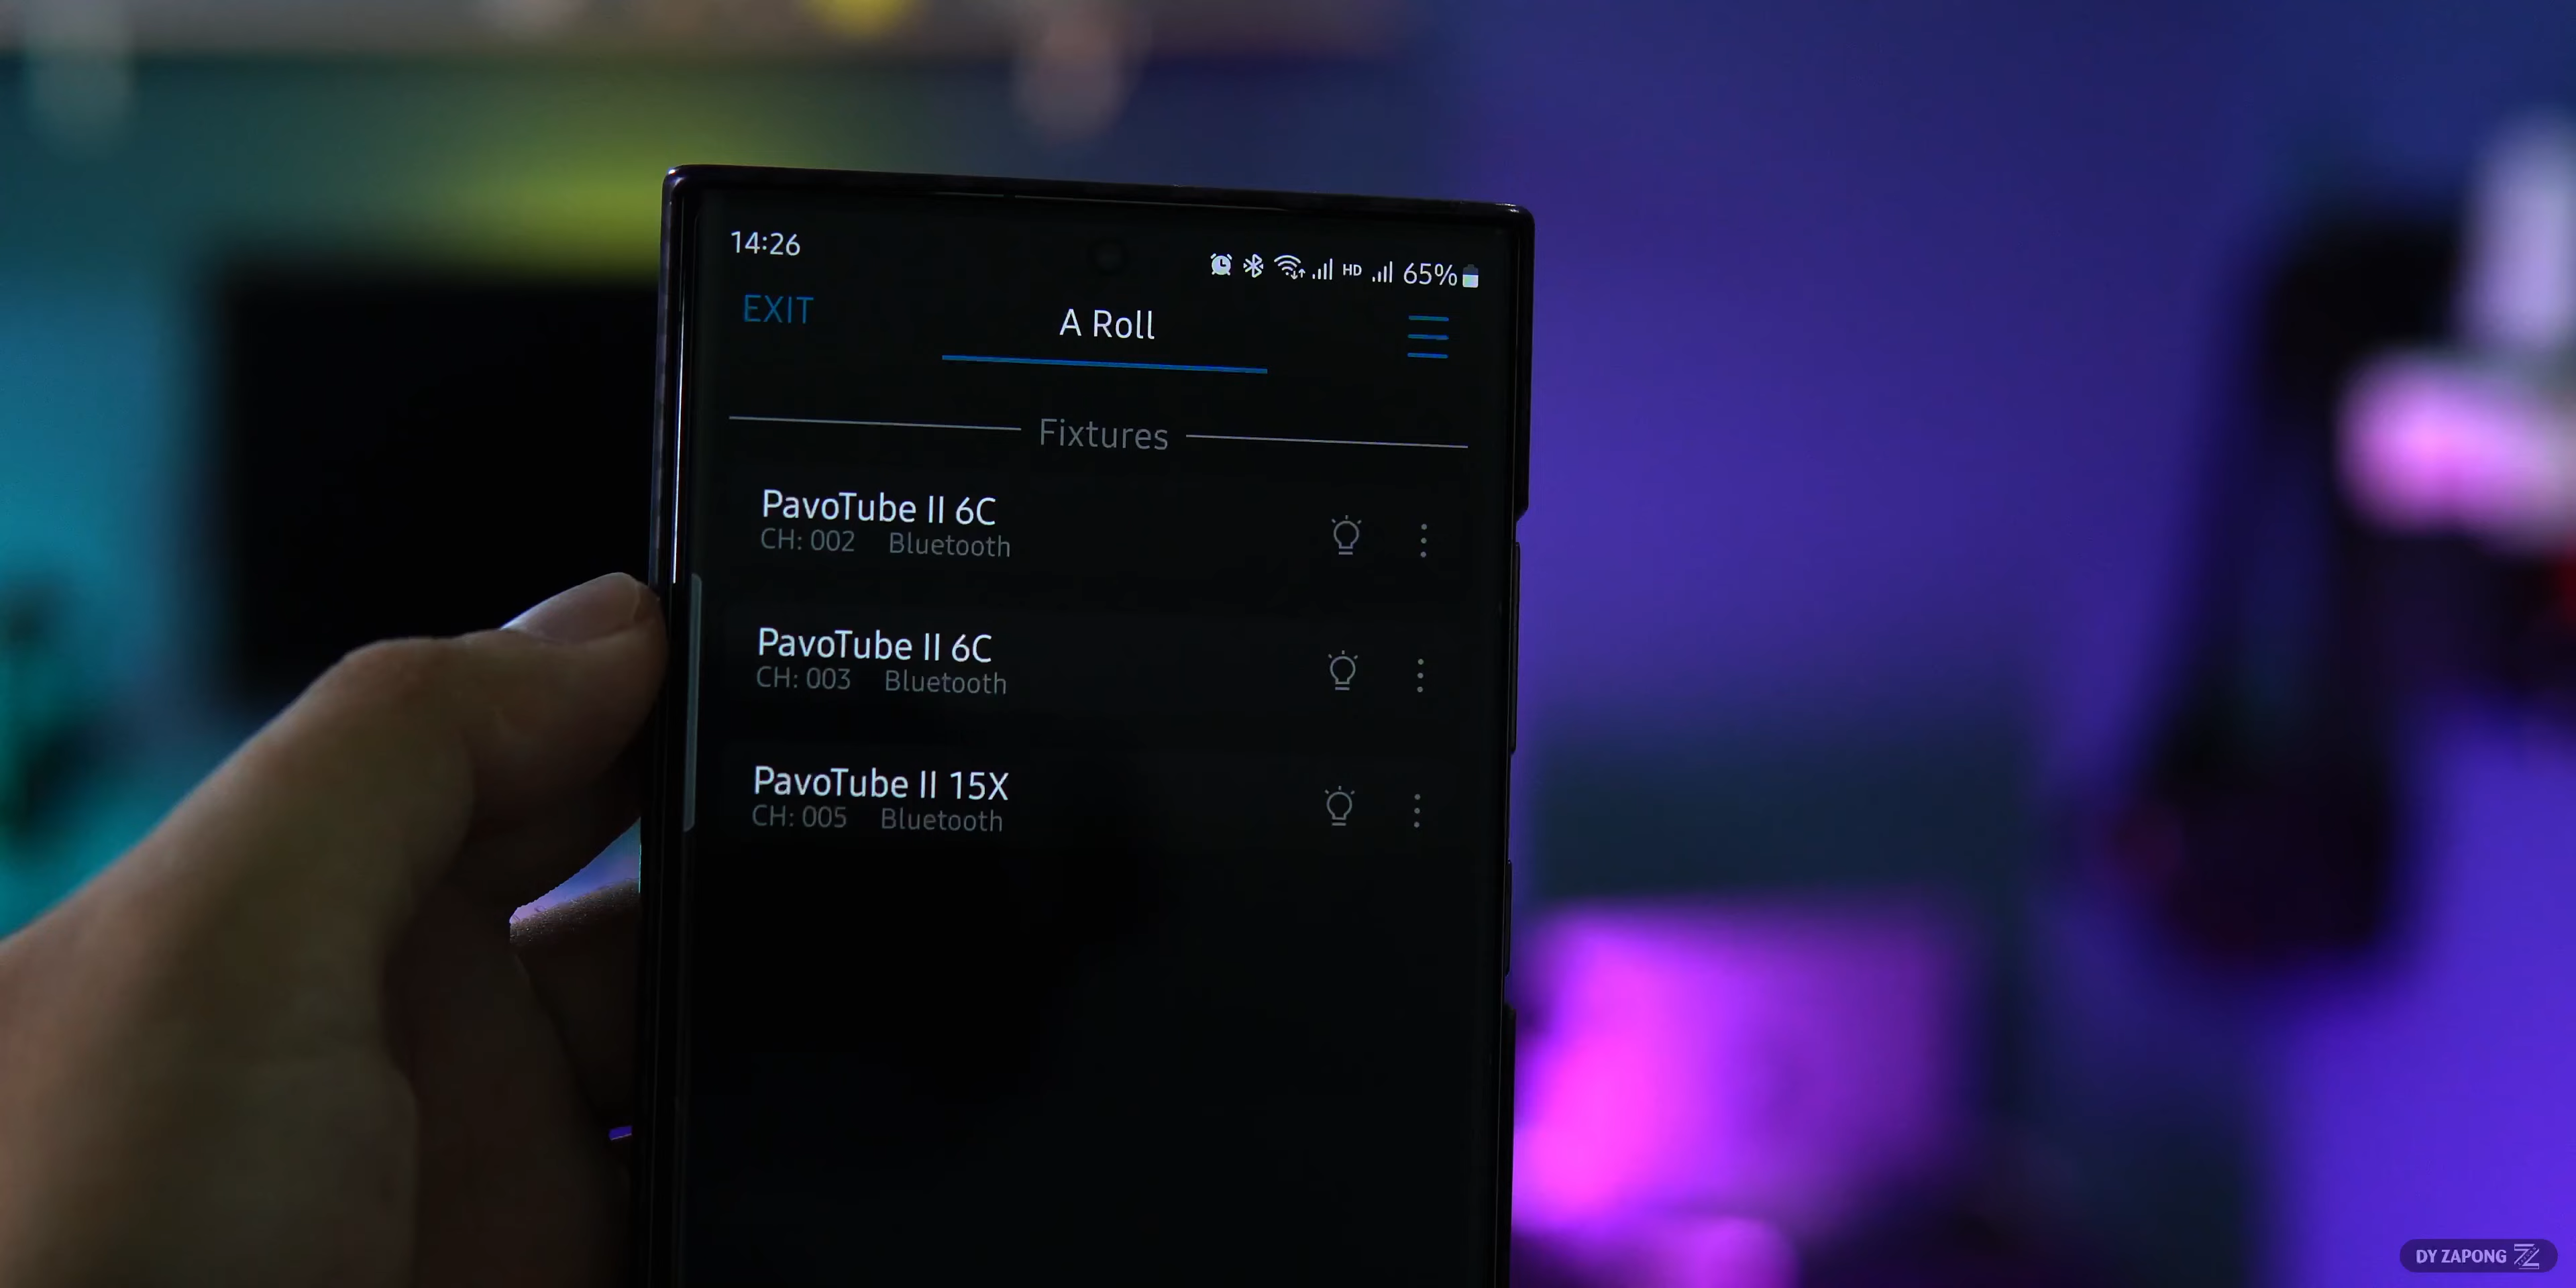 14:26
HD 65%
EXIT
A Roll
Fixtures
PavoTube II 6C
CH: 002 Bluetooth
PavoTube II 6C
CH: 003 Bluetooth
PavoTube II 15X
CH: 005 Bluetooth
DY ZAPONG